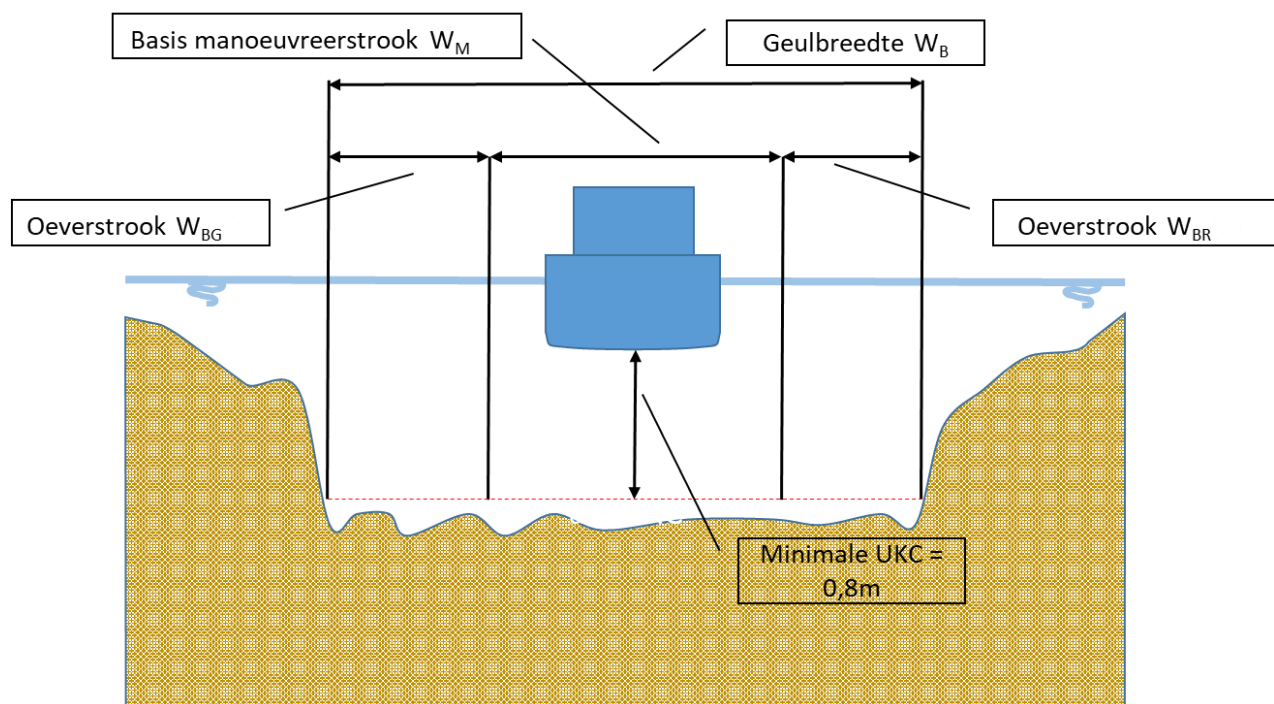 Basis manoeuvreerstrook W_M
Geulbreedte W_B
Oeverstrook W_BG
Oeverstrook W_BR
Minimale UKC =
0,8m